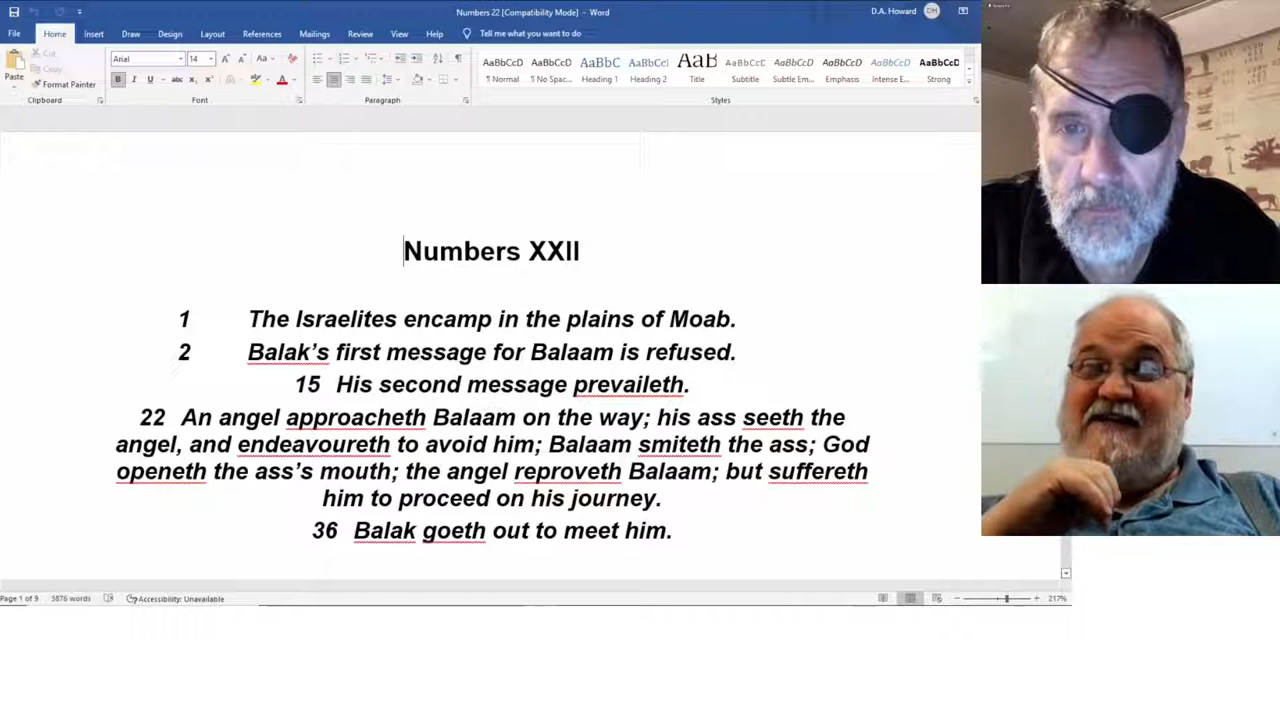 Numbers 22 [Compatibility Mode] - Word
D.A. Howard DH
File Home Insert Draw Design Layout References Mailings Review View Help Tell me what you want to do
Paste
Cut
Copy
Format Painter
Clipboard
Arial 14
Font
Paragraph
AaBbCcD AaBbCcD AaBbC AaBbCcD AaB AaBbCcD AaBbCcD AaBbCcD AaBbCcD AaBbCcD
¶ Normal ¶ No Spac... Heading 1 Heading 2 Title Subtitle Subtle Em... Emphasis Intense E... Strong
Styles
Numbers XXII
1 The Israelites encamp in the plains of Moab.
2 Balak’s first message for Balaam is refused.
15 His second message prevaileth.
22 An angel approacheth Balaam on the way; his ass seeth the
angel, and endeavoureth to avoid him; Balaam smiteth the ass; God
openeth the ass’s mouth; the angel reproveth Balaam; but suffereth
him to proceed on his journey.
36 Balak goeth out to meet him.
Page 1 of 9 3876 words Accessibility: Unavailable 217%